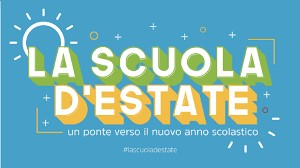 LA SCUOLA
D'ESTATE
un ponte verso il nuovo anno scolastico
#lascuoladestate